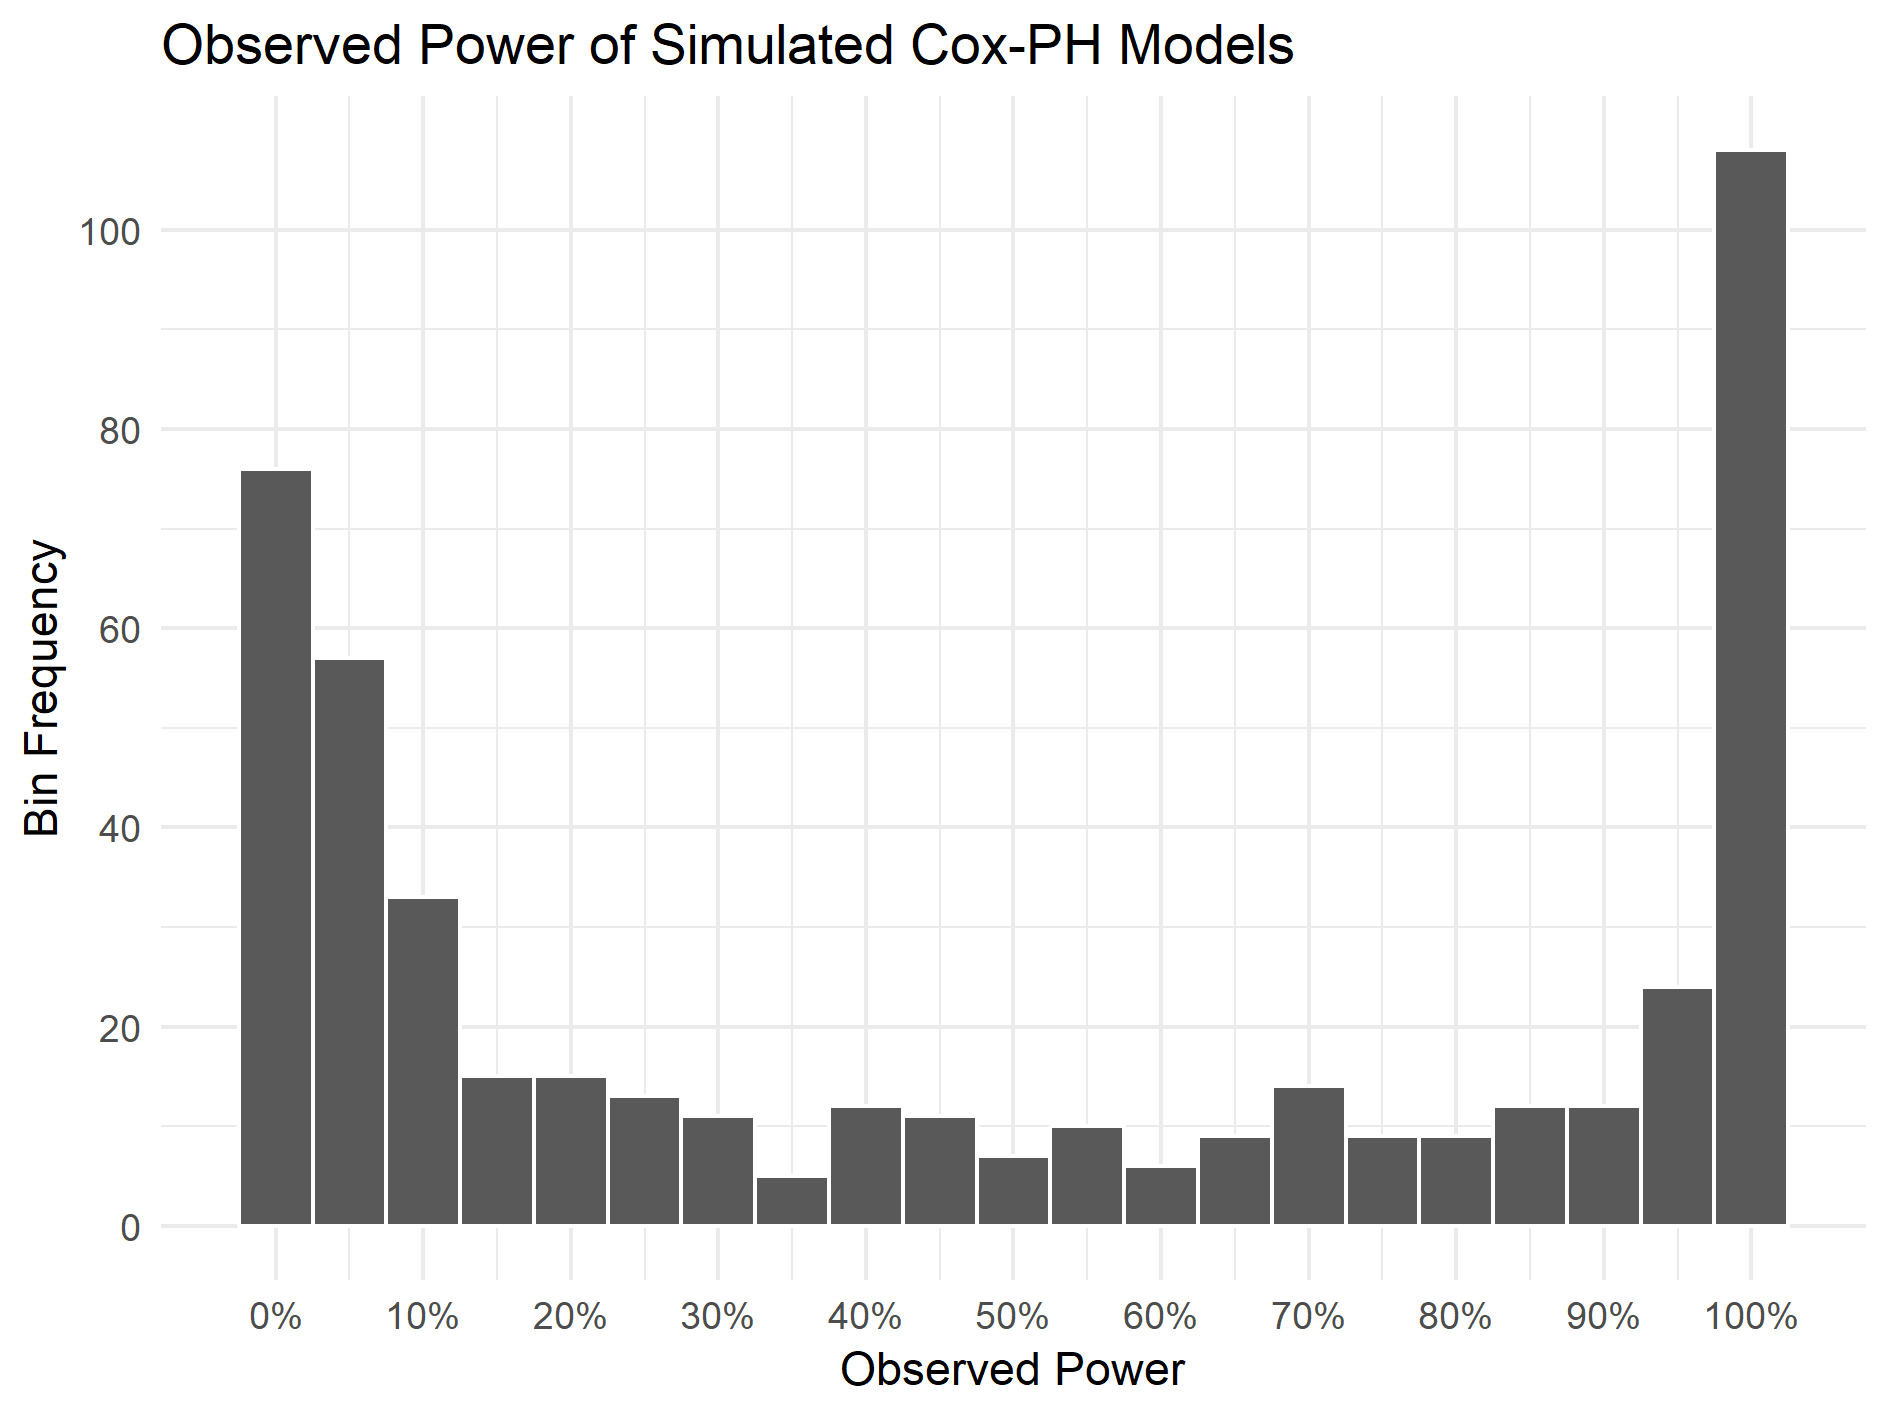 Observed Power of Simulated Cox-PH Models
Bin Frequency
100
80
60
40
20
0
0% 10% 20% 30% 40% 50% 60% 70% 80% 90% 100%
Observed Power